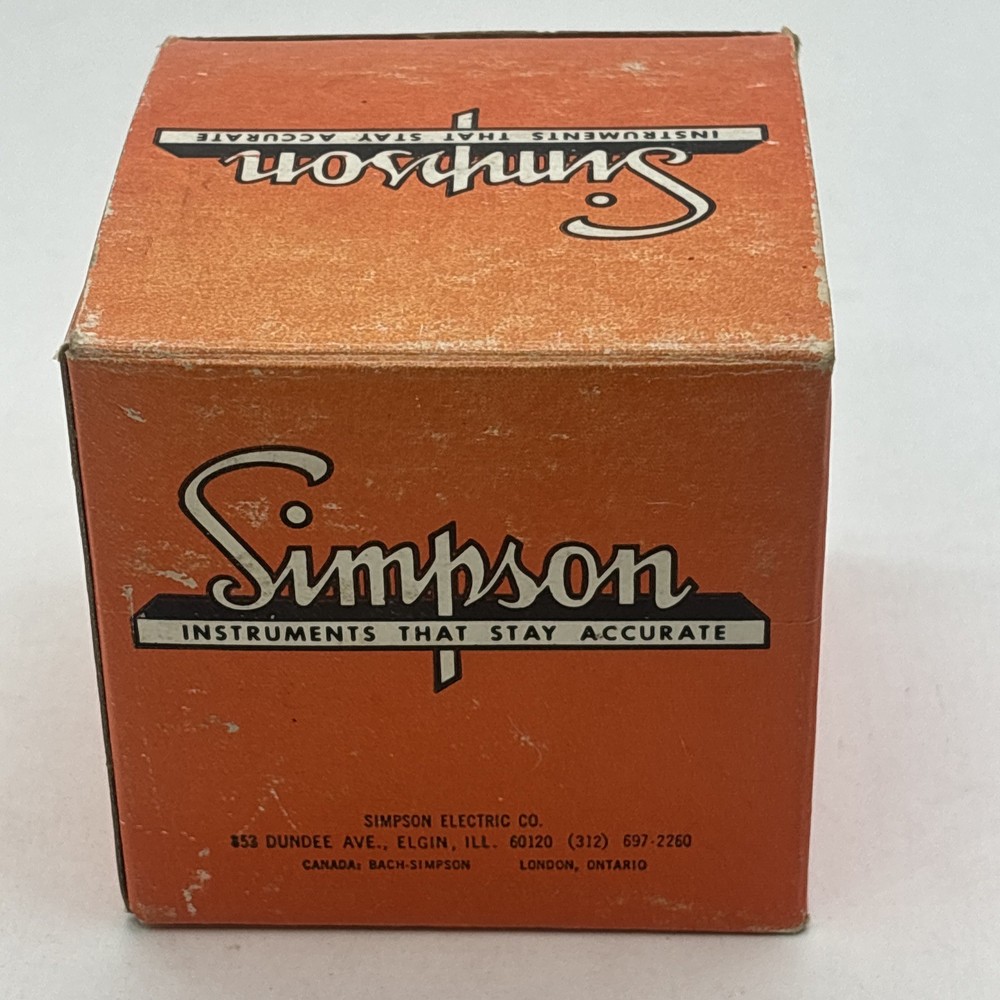 INSTRUMENTS THAT STAY ACCURATE
Simpson
Simpson
INSTRUMENTS THAT STAY ACCURATE
SIMPSON ELECTRIC CO.
853 DUNDEE AVE., ELGIN, ILL. 60120 (312) 697-2260
CANADA: BACH-SIMPSON LONDON, ONTARIO